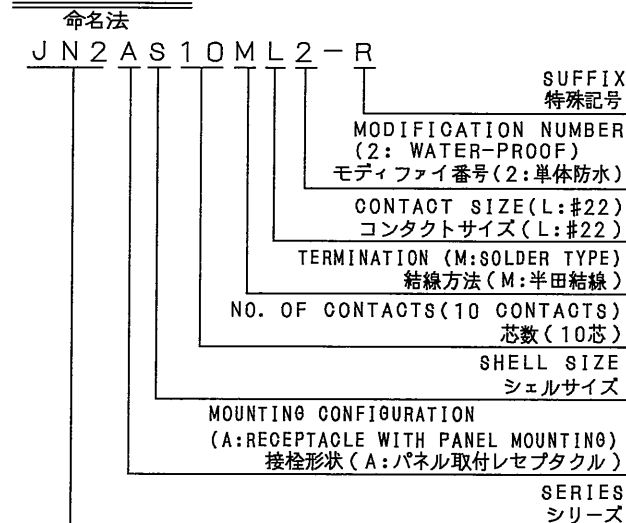 命名法
JN2AS10ML2-R
SUFFIX
特殊記号
MODIFICATION NUMBER
(2: WATER-PROOF)
モディファイ番号(2:単体防水)
CONTACT SIZE(L:#22)
コンタクトサイズ(L:#22)
TERMINATION (M:SOLDER TYPE)
結線方法(M:半田結線)
NO. OF CONTACTS(10 CONTACTS)
芯数(10芯)
SHELL SIZE
シェルサイズ
MOUNTING CONFIGURATION
(A:RECEPTACLE WITH PANEL MOUNTING)
接栓形状(A:パネル取付レセプタクル)
SERIES
シリーズ